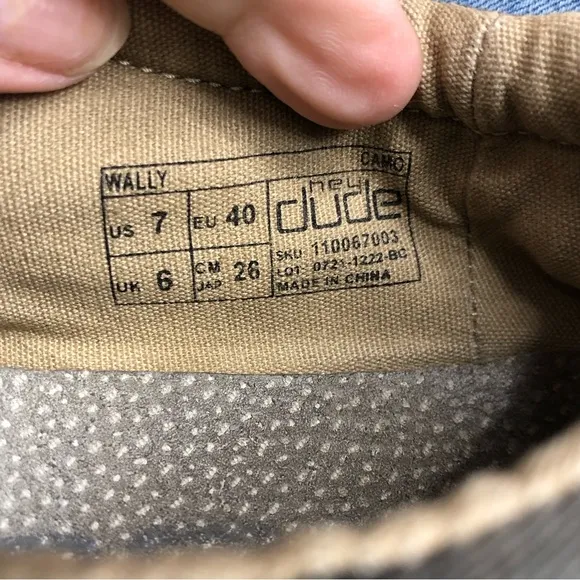 WALLY CAMO
US 7 EU 40
UK 6 CM JAP 26
hey
dude
SKU 110067003
LOT 0721-1222-BC
MADE IN CHINA